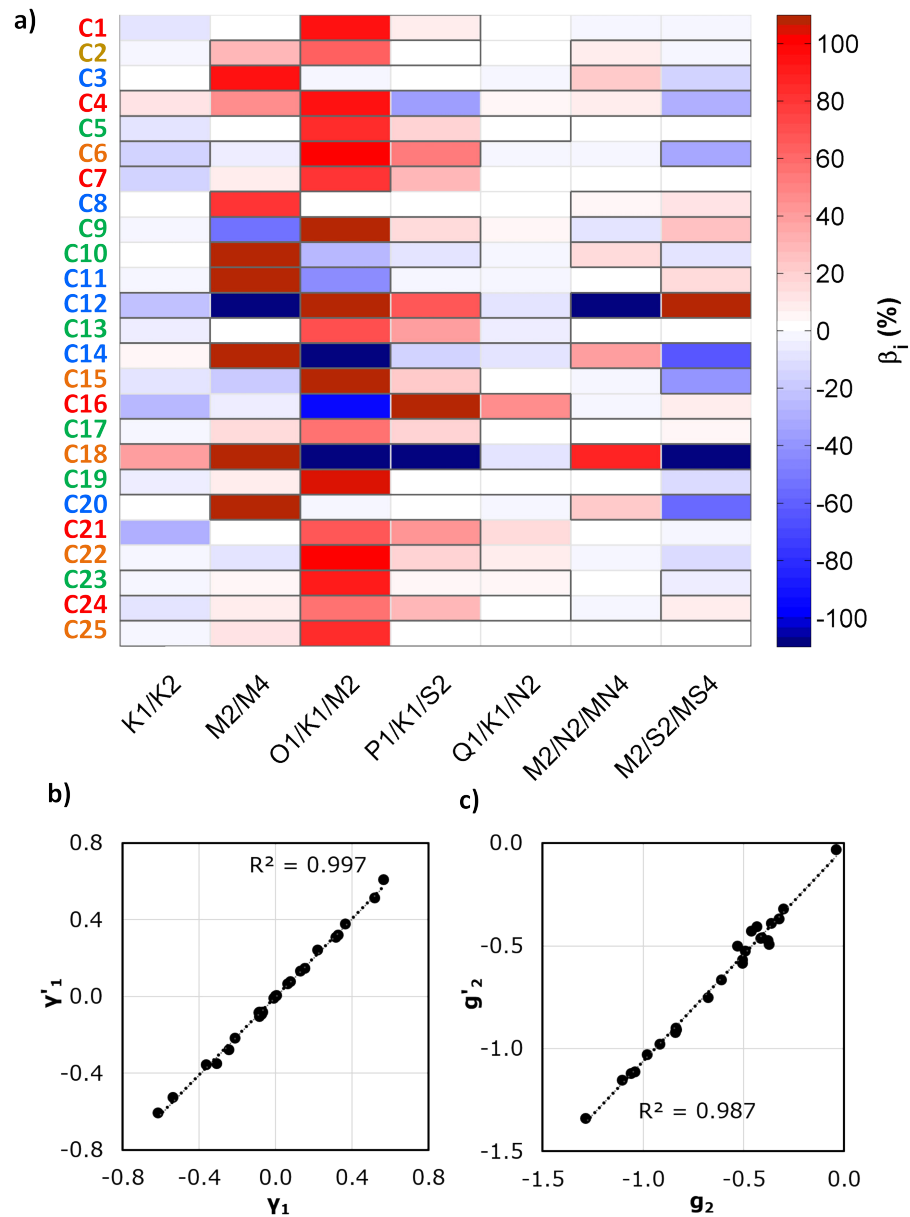 a)
C1
C2
C3
C4
C5
C6
C7
C8
C9
C10
C11
C12
C13
C14
C15
C16
C17
C18
C19
C20
C21
C22
C23
C24
C25
100
80
60
40
20
0
-20
-40
-60
-80
-100
βi (%)
K1/K2
M2/M4
O1/K1/M2
P1/K1/S2
Q1/K1/N2
M2/N2/MN4
M2/S2/MS4
b)
0.8
0.4
0.0
-0.4
-0.8
γ'1
R² = 0.997
-0.8
-0.4
0.0
0.4
0.8
γ1
c)
0.0
-0.5
-1.0
-1.5
g'2
R² = 0.987
-1.5
-1.0
-0.5
0.0
g2